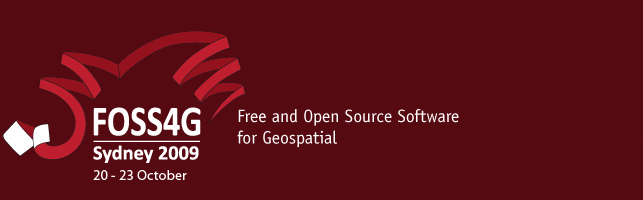 FOSS4G
Sydney 2009
20 - 23 October
Free and Open Source Software
for Geospatial